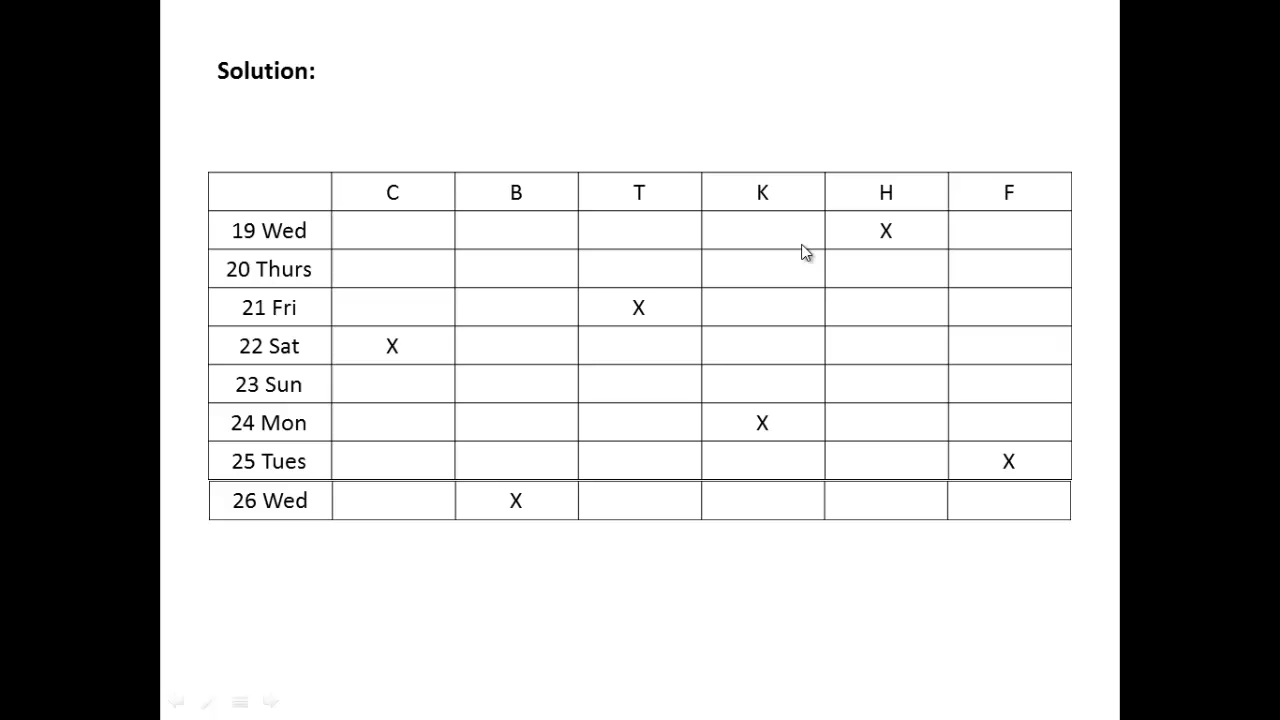 Solution:
C B T K H F
19 Wed X
20 Thurs
21 Fri X
22 Sat X
23 Sun
24 Mon X
25 Tues X
26 Wed X